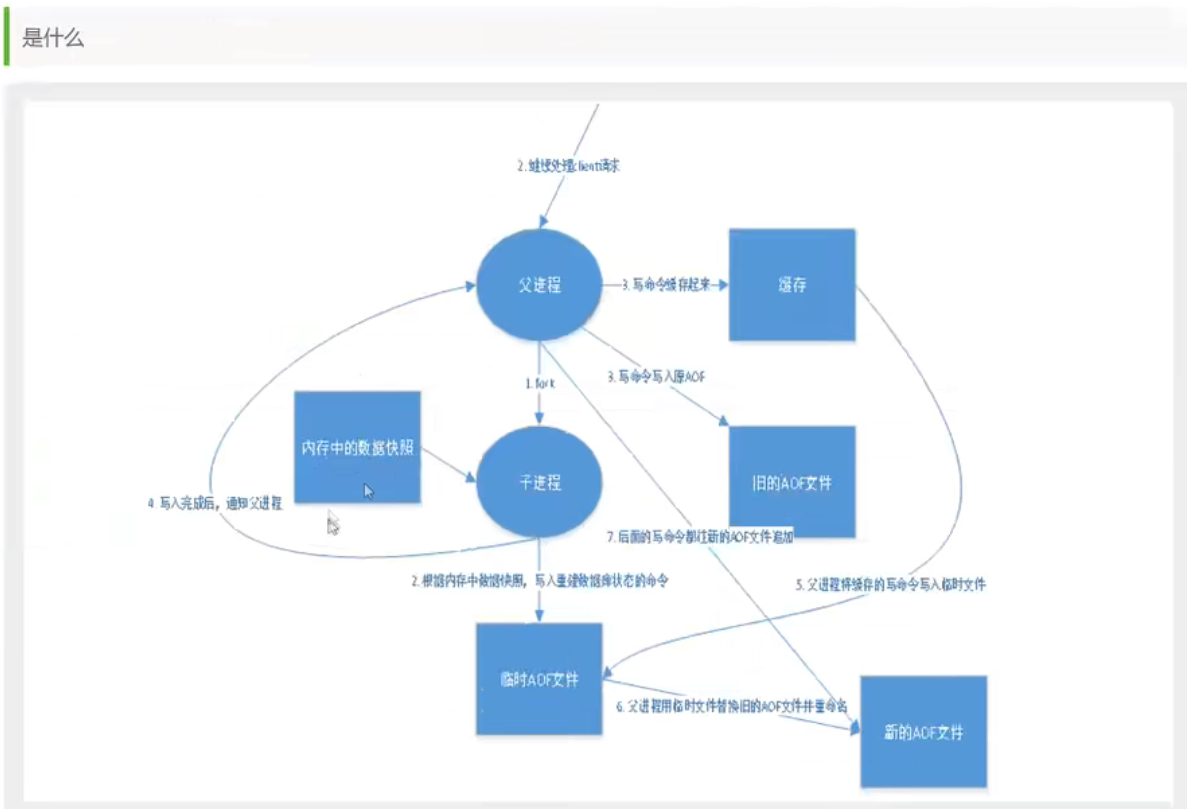 是什么
2.继续处理client请求
父进程
3.写命令缓存起来
缓存
1.fork
3.写命令写入原AOF
内存中的数据快照
子进程
旧的AOF文件
4 写入完成后，通知父进程
7.后面的写命令都往新的AOF文件追加
2.根据内存中数据快照，写入重建数据库状态的命令
5.父进程将缓存的写命令写入临时文件
临时AOF文件
6.父进程用临时文件替换旧的AOF文件并重命名
新的AOF文件